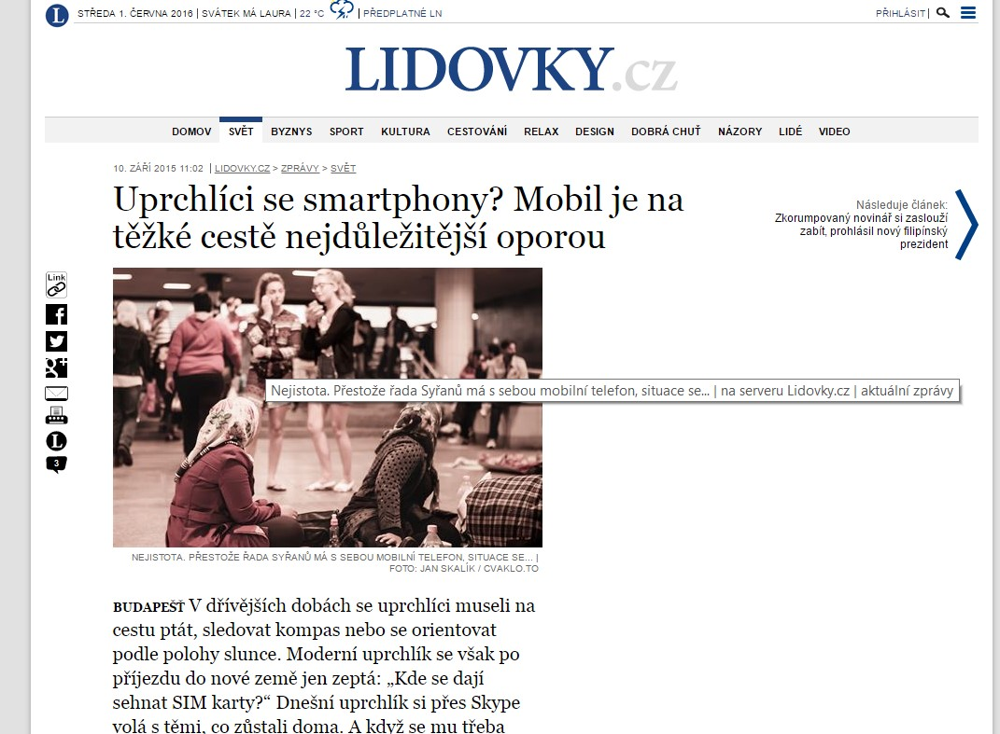 L STŘEDA 1. ČERVNA 2016 | SVÁTEK MÁ LAURA | 22 °C | PŘEDPLATNÉ LN
PŘIHLÁSIT |
LIDOVKY.cz
DOMOV SVĚT BYZNYS SPORT KULTURA CESTOVÁNÍ RELAX DESIGN DOBRÁ CHUŤ NÁZORY LIDÉ VIDEO
10. ZÁŘÍ 2015 11:02 | LIDOVKY.CZ > ZPRÁVY > SVĚT
Uprchlíci se smartphony? Mobil je na
těžké cestě nejdůležitější oporou
Následuje článek:
Zkorumpovaný novinář si zaslouží
zabít, prohlásil nový filipínský
prezident
Link
f
g+
L
3
Nejistota. Přestože řada Syřanů má s sebou mobilní telefon, situace se... | na serveru Lidovky.cz | aktuální zprávy
NEJISTOTA. PŘESTOŽE ŘADA SYŘANŮ MÁ S SEBOU MOBILNÍ TELEFON, SITUACE SE... |
FOTO: JAN SKALÍK / CVAKLO.TO
BUDAPEŠŤ V dřívějších dobách se uprchlíci museli na
cestu ptát, sledovat kompas nebo se orientovat
podle polohy slunce. Moderní uprchlík se však po
příjezdu do nové země jen zeptá: „Kde se dají
sehnat SIM karty?“ Dnešní uprchlík si přes Skype
volá s těmi, co zůstali doma. A když se mu třeba